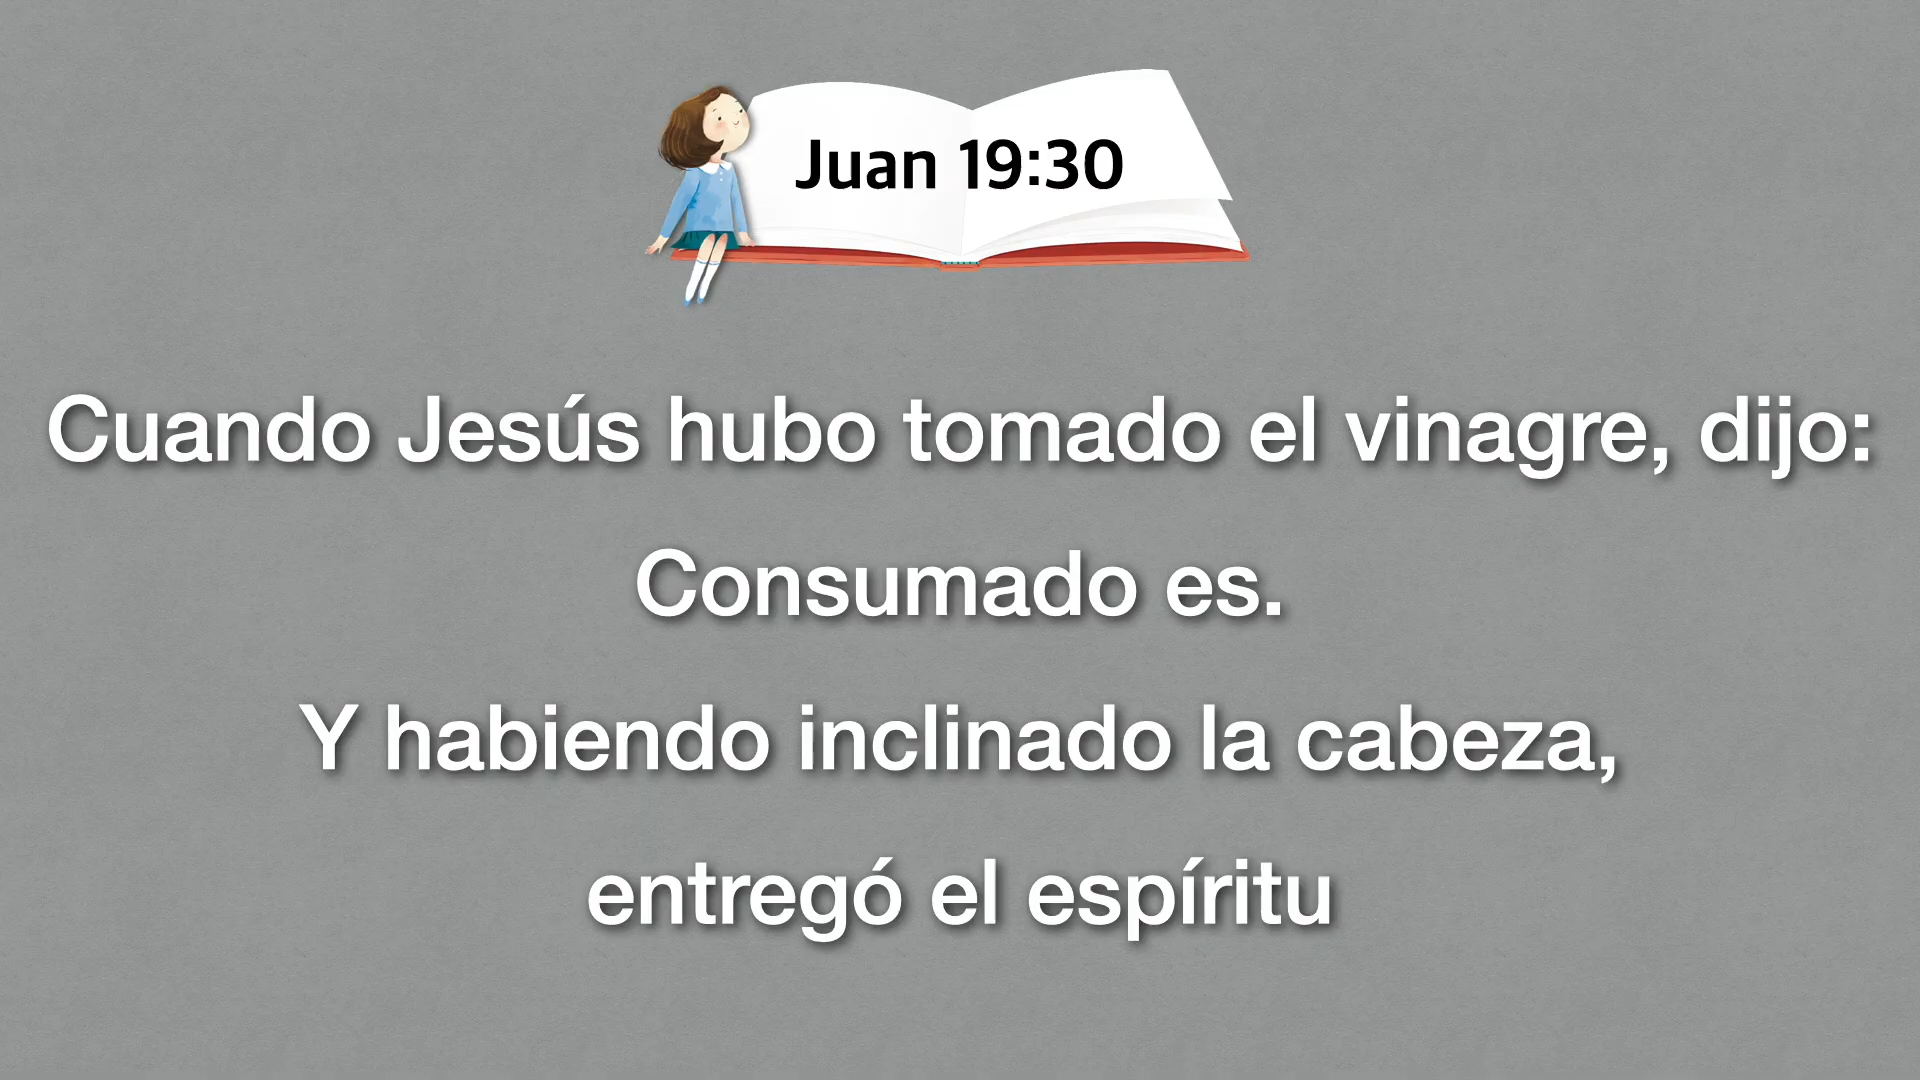 Juan 19:30
Cuando Jesús hubo tomado el vinagre, dijo:
Consumado es.
Y habiendo inclinado la cabeza,
entregó el espíritu